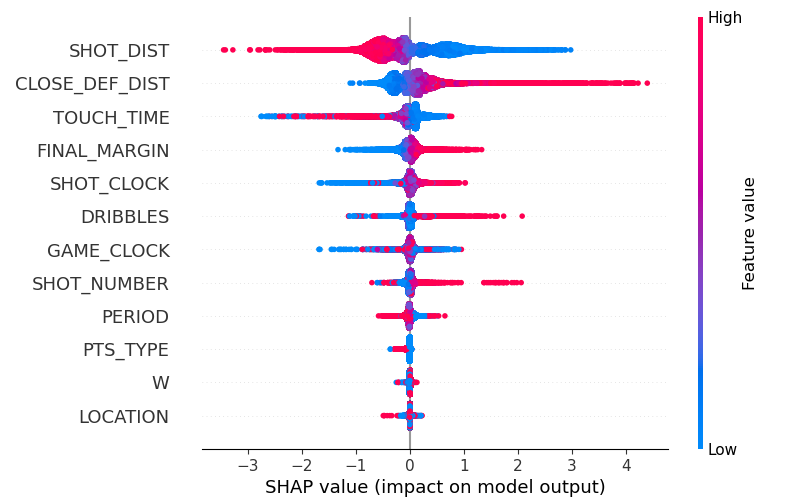 High
SHOT_DIST
CLOSE_DEF_DIST
TOUCH_TIME
FINAL_MARGIN
SHOT_CLOCK
DRIBBLES
GAME_CLOCK
SHOT_NUMBER
PERIOD
PTS_TYPE
W
LOCATION
Feature value
Low
−3 −2 −1 0 1 2 3 4
SHAP value (impact on model output)